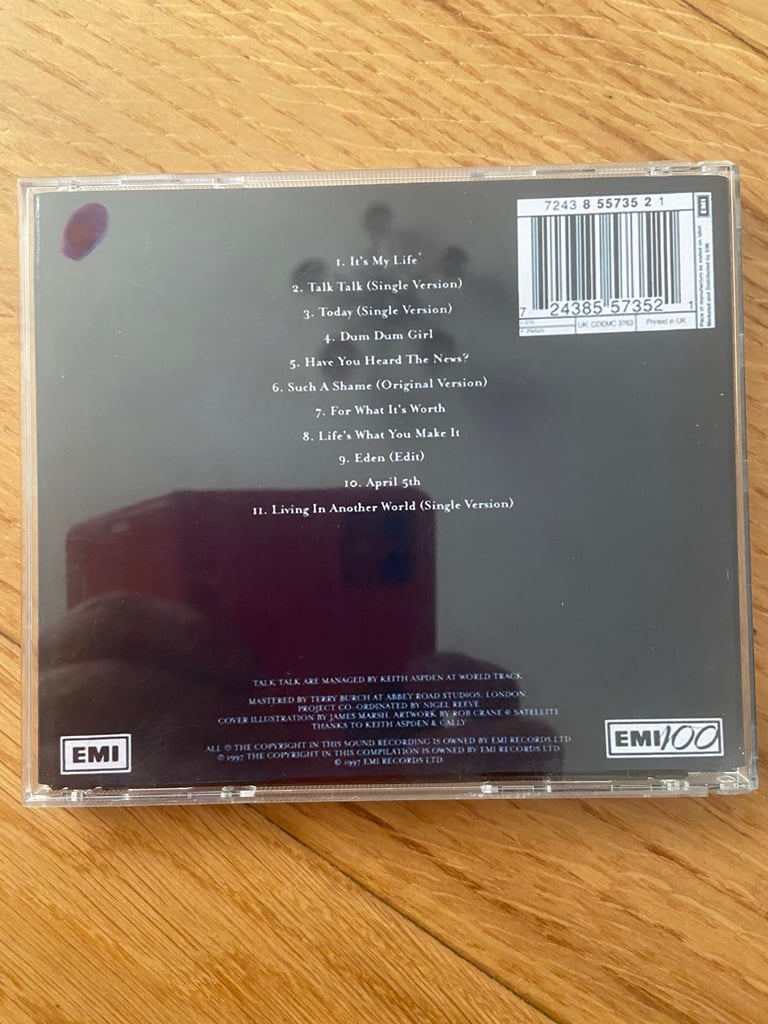 7243 8 55735 2 1
EMI
7 24385 57352 1
UK: CDEMC 3763
Printed in UK
1. It's My Life
2. Talk Talk (Single Version)
3. Today (Single Version)
4. Dum Dum Girl
5. Have You Heard The News?
6. Such A Shame (Original Version)
7. For What It's Worth
8. Life's What You Make It
9. Eden (Edit)
10. April 5th
11. Living In Another World (Single Version)
TALK TALK ARE MANAGED BY KEITH ASPDEN AT WORLD TRACK
MASTERED BY TERRY BURCH AT ABBEY ROAD STUDIOS, LONDON
PROJECT CO-ORDINATED BY NIGEL REEVE
COVER ILLUSTRATION BY JAMES MARSH, ARTWORK BY ROB CRANE @ SATELLITE
THANKS TO KEITH ASPDEN & CALLY
ALL ℗ THE COPYRIGHT IN THIS SOUND RECORDING IS OWNED BY EMI RECORDS LTD
℗ 1997 THE COPYRIGHT IN THIS COMPILATION IS OWNED BY EMI RECORDS LTD
© 1997 EMI RECORDS LTD
EMI
EMI100